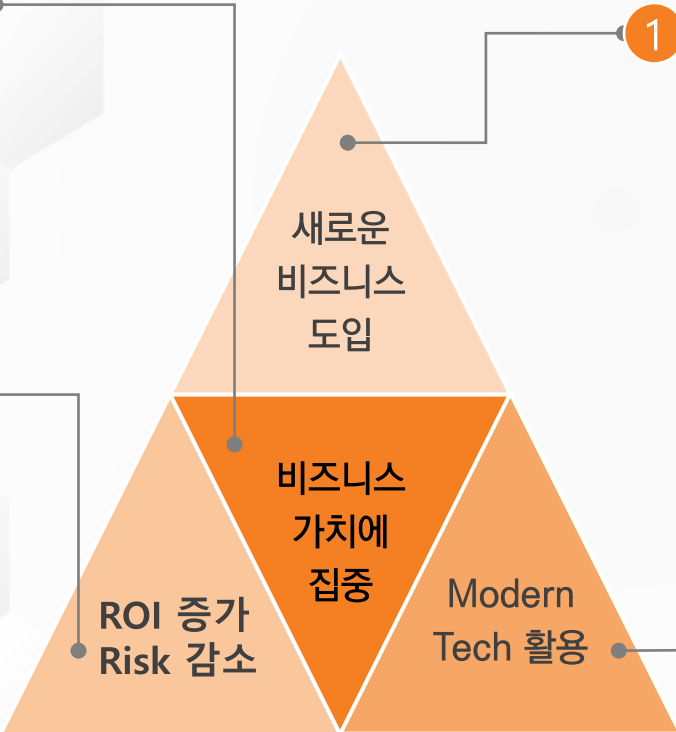 1
새로운
비즈니스
도입
비즈니스
가치에
집중
ROI 증가
Risk 감소
Modern
Tech 활용